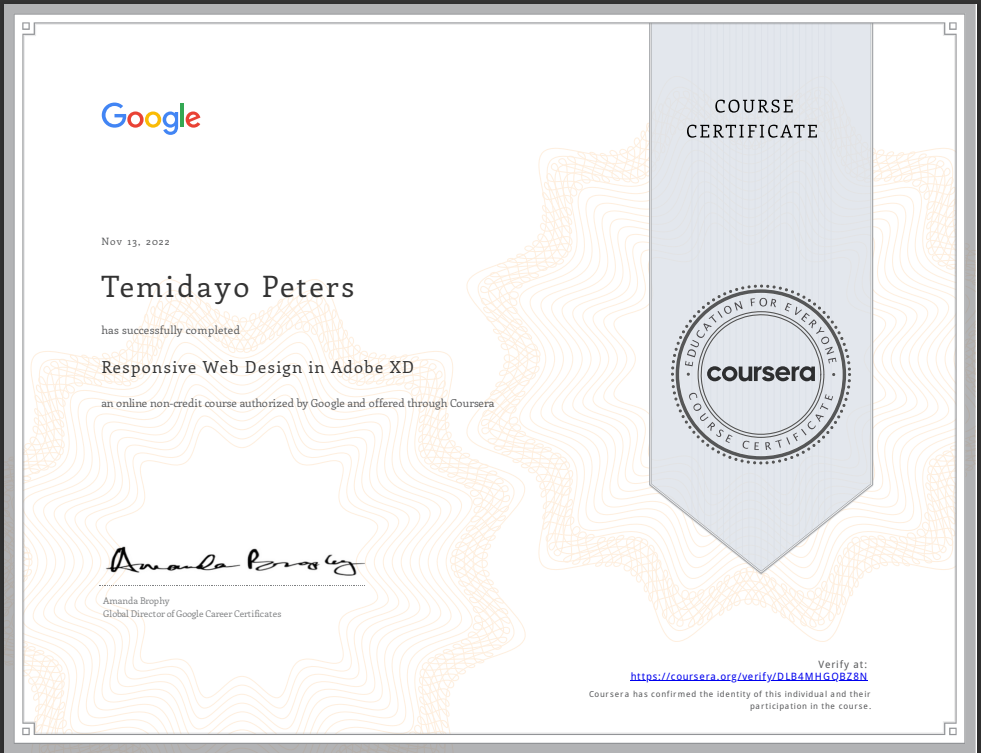 Google
COURSE
CERTIFICATE
Nov 13, 2022
Temidayo Peters
has successfully completed
Responsive Web Design in Adobe XD
an online non-credit course authorized by Google and offered through Coursera
EDUCATION FOR EVERYONE
coursera
COURSE CERTIFICATE
Amanda Brophy
Amanda Brophy
Global Director of Google Career Certificates
Verify at:
https://coursera.org/verify/DLB4MHGQBZ8N
Coursera has confirmed the identity of this individual and their
participation in the course.